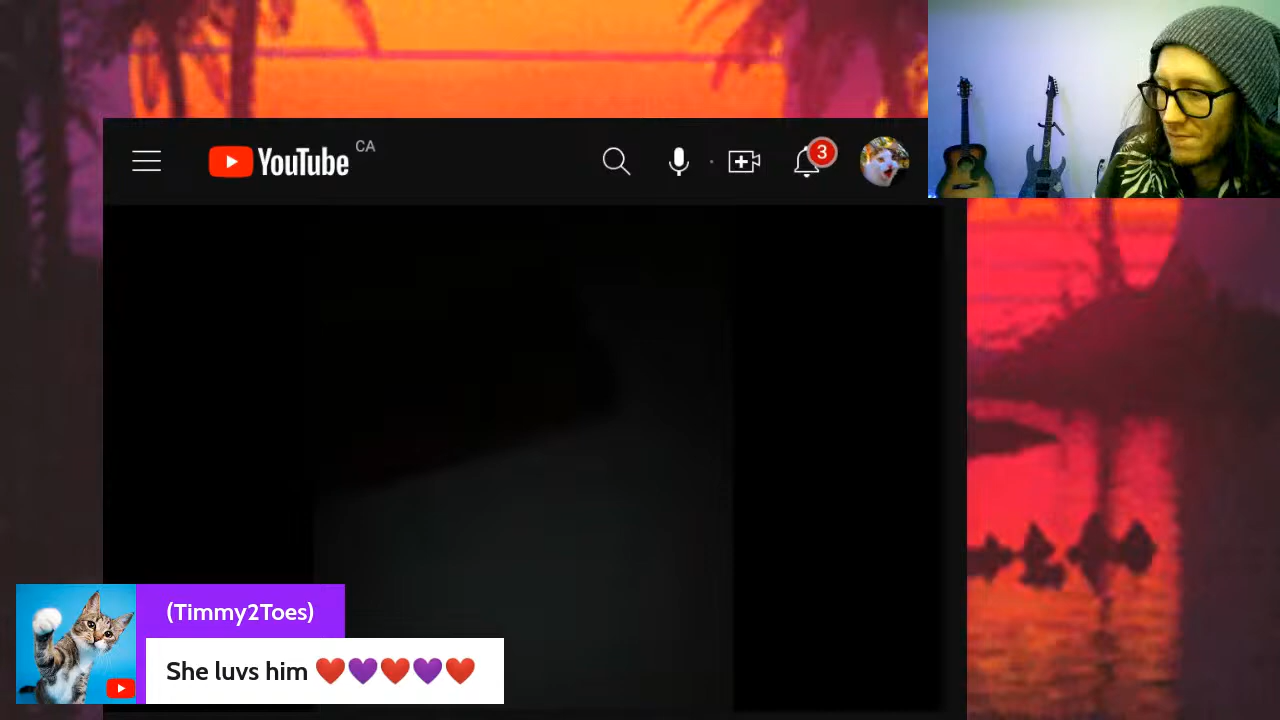 YouTube CA
3
(Timmy2Toes)
She luvs him ❤️💜❤️💜❤️